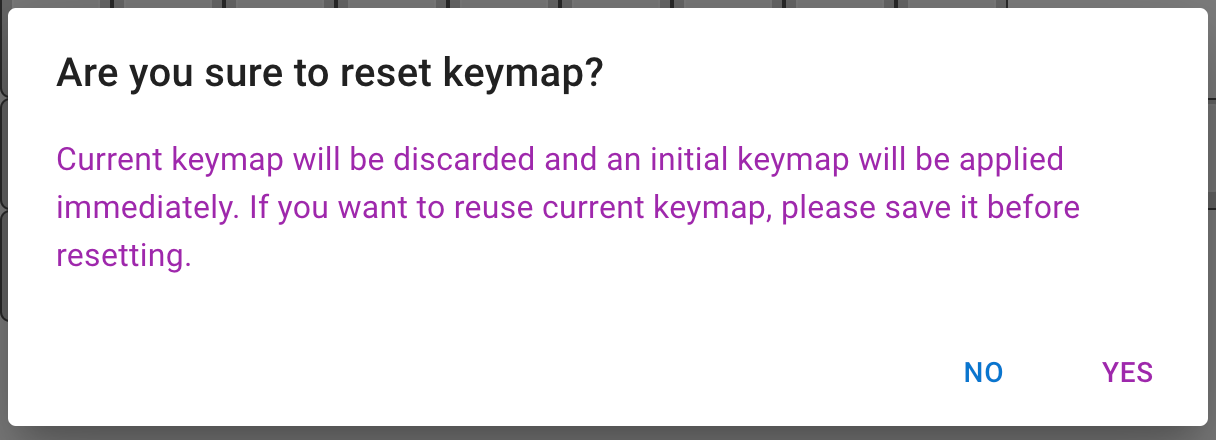 Are you sure to reset keymap?
Current keymap will be discarded and an initial keymap will be applied
immediately. If you want to reuse current keymap, please save it before
resetting.
NO YES